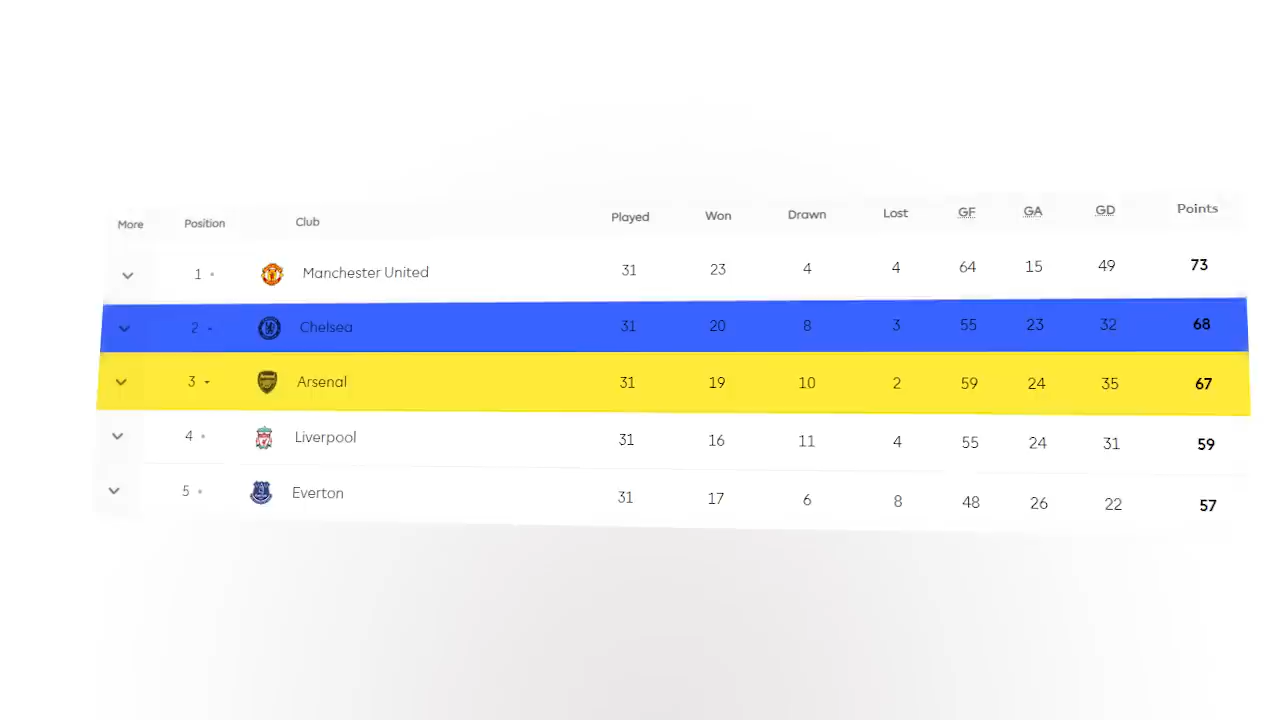 More Position Club Played Won Drawn Lost GF GA GD Points
1 Manchester United 31 23 4 4 64 15 49 73
2 Chelsea 31 20 8 3 55 23 32 68
3 Arsenal 31 19 10 2 59 24 35 67
4 Liverpool 31 16 11 4 55 24 31 59
5 Everton 31 17 6 8 48 26 22 57